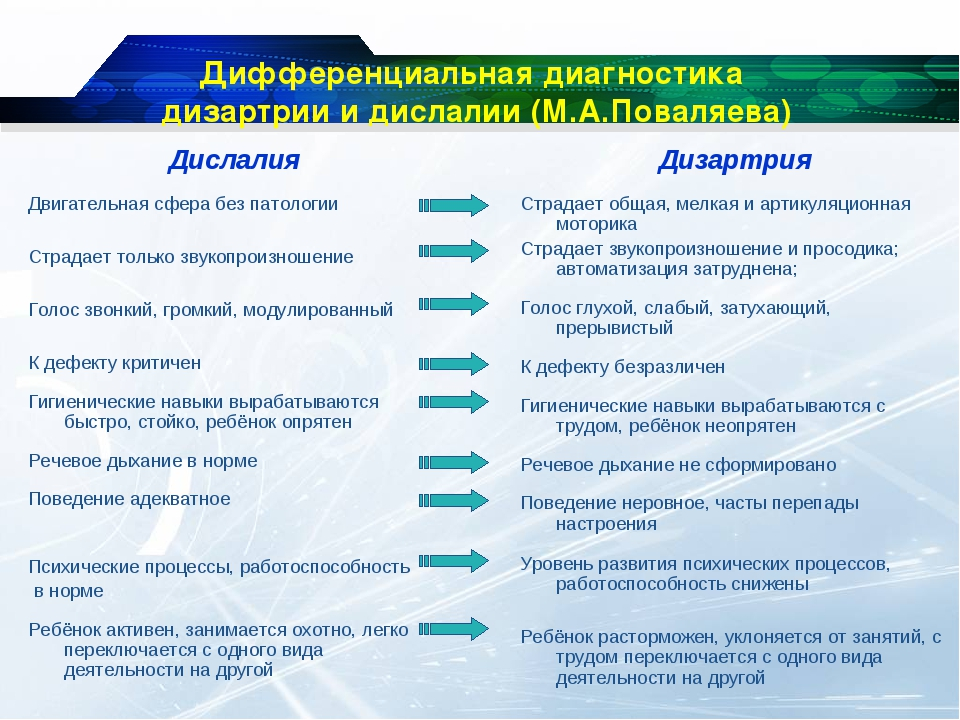 Дифференциальная диагностика
дизартрии и дислалии (М.А.Поваляева)
Дислалия
Двигательная сфера без патологии
Страдает только звукопроизношение
Голос звонкий, громкий, модулированный
К дефекту критичен
Гигиенические навыки вырабатываются
быстро, стойко, ребёнок опрятен
Речевое дыхание в норме
Поведение адекватное
Психические процессы, работоспособность
в норме
Ребёнок активен, занимается охотно, легко
переключается с одного вида
деятельности на другой
Дизартрия
Страдает общая, мелкая и артикуляционная
моторика
Страдает звукопроизношение и просодика;
автоматизация затруднена;
Голос глухой, слабый, затухающий,
прерывистый
К дефекту безразличен
Гигиенические навыки вырабатываются с
трудом, ребёнок неопрятен
Речевое дыхание не сформировано
Поведение неровное, часты перепады
настроения
Уровень развития психических процессов,
работоспособность снижены
Ребёнок расторможен, уклоняется от занятий, с
трудом переключается с одного вида
деятельности на другой